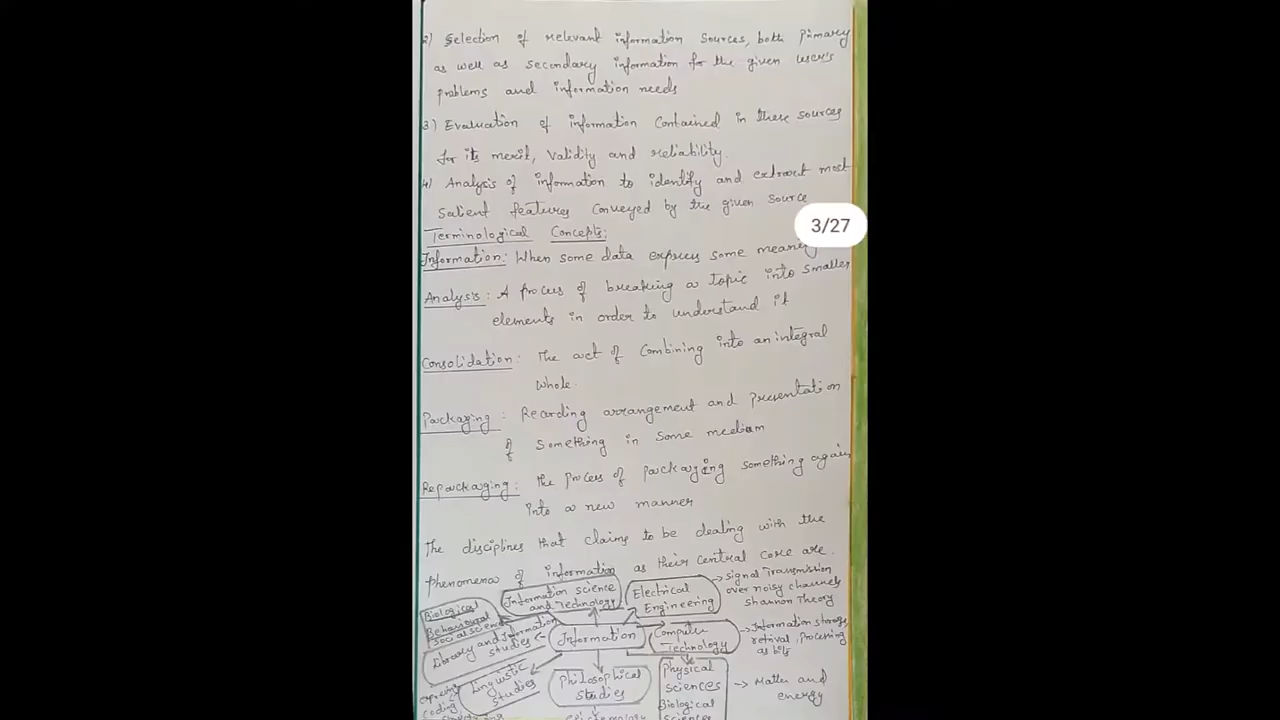 2) Selection of relevant information sources, both primary
as well as secondary information for the given user's
problems and information needs
3) Evaluation of information contained in these sources
for its merit, validity and reliability.
4) Analysis of information to identify and extract most
salient features conveyed by the given source
3/27
Terminological Concepts:
Information: When some data express some meaning
Analysis: A process of breaking a topic into smaller
elements in order to understand it
Consolidation: The act of combining into an integral
whole.
Packaging: Recording arrangement and presentation
of something in some medium
Repackaging: the process of packaging something again
into a new manner
The disciplines that claims to be dealing with the
phenomena of information as their central core are.
Information science
and Technology
Electrical
Engineering
signal Transmission
over noisy channels
shannon Theory
Biological
Behavioural
social science
Library and Information
studies
Information
Computer
Technology
Information storage
retrival, processing
as bits
Linguistic
studies
Philosophical
studies
Physical
sciences
Biological
Matter and
energy
coding